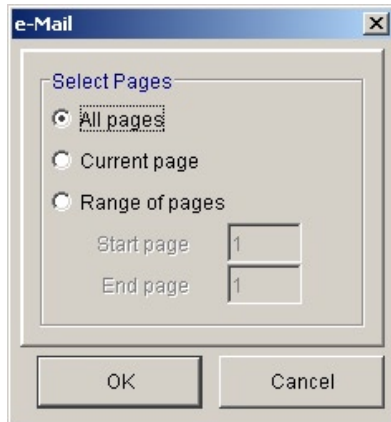 e-Mail
Select Pages
All pages
Current page
Range of pages
Start page 1
End page 1
OK Cancel